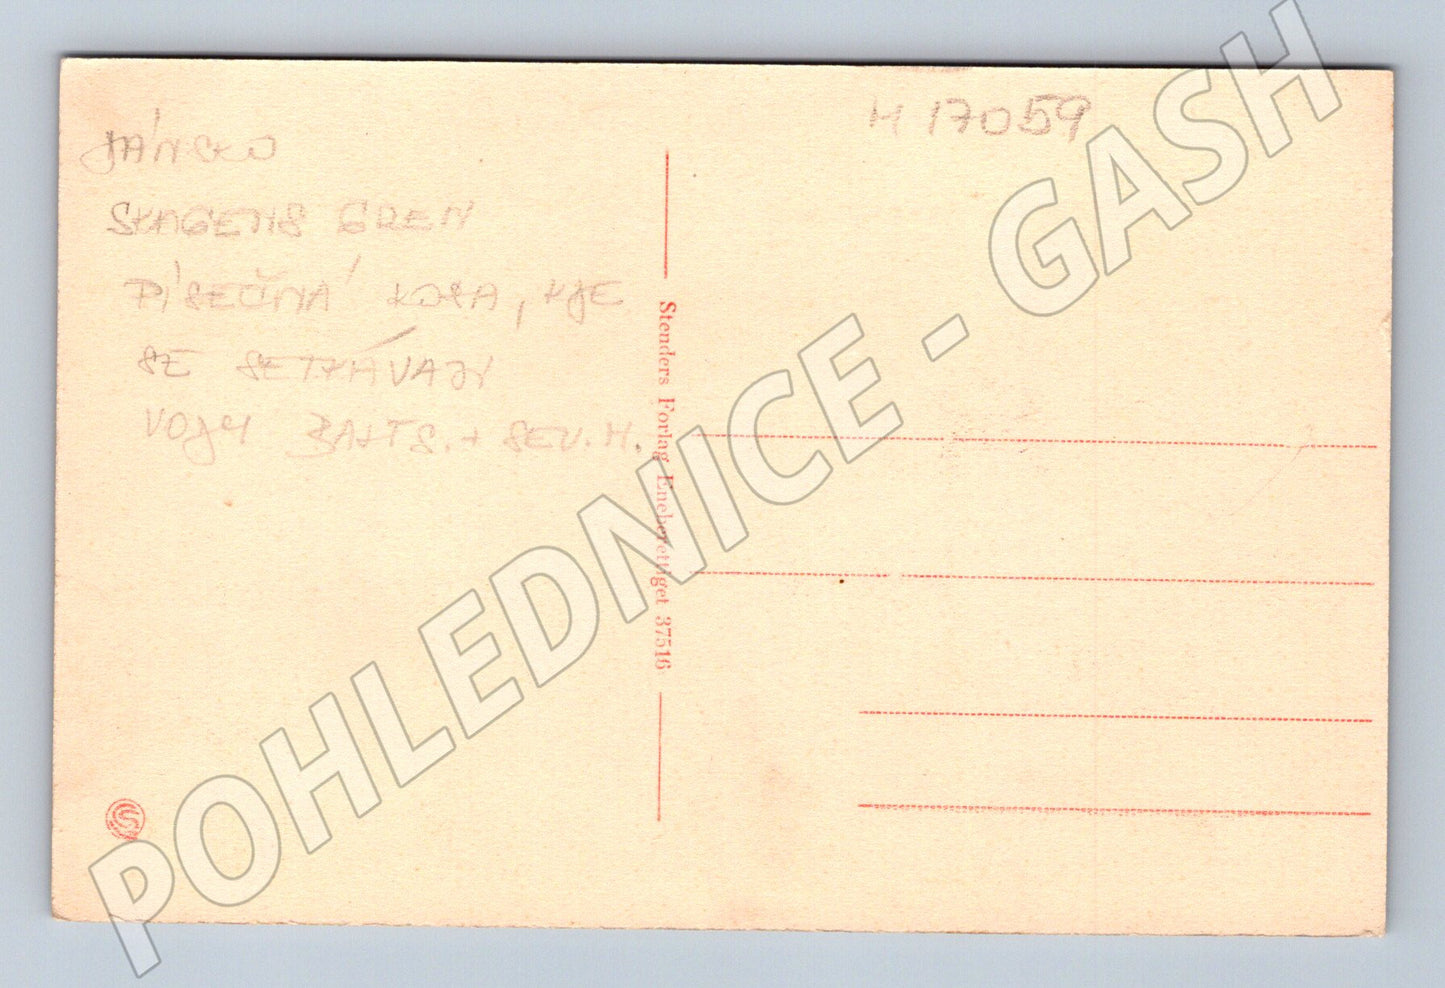 DÁNSKO
SKAGENS GREN
PÍSEČNÁ KOSA, KDE
SE SETKÁVAJÍ
VODY BALTS. + SEV. M.
H 17059
Stenders Forlag Eneberettiget 37516
POHLEDNICE - GASH